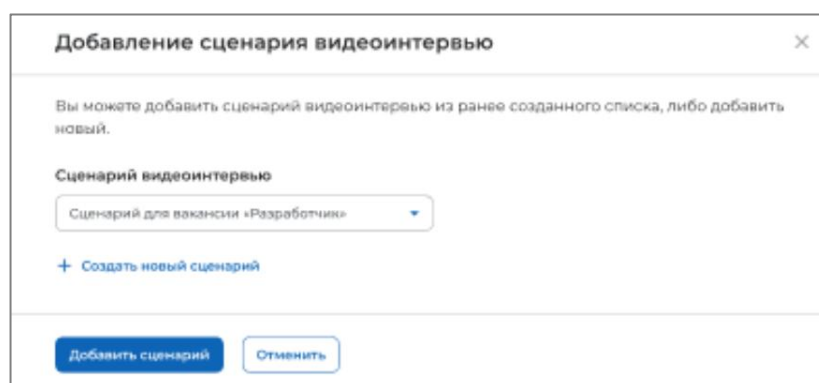 Добавление сценария видеоинтервью
Вы можете добавить сценарий видеоинтервью из ранее созданного списка, либо добавить
новый.
Сценарий видеоинтервью
Сценарий для вакансии «Разработчик»
+ Создать новый сценарий
Добавить сценарий
Отменить